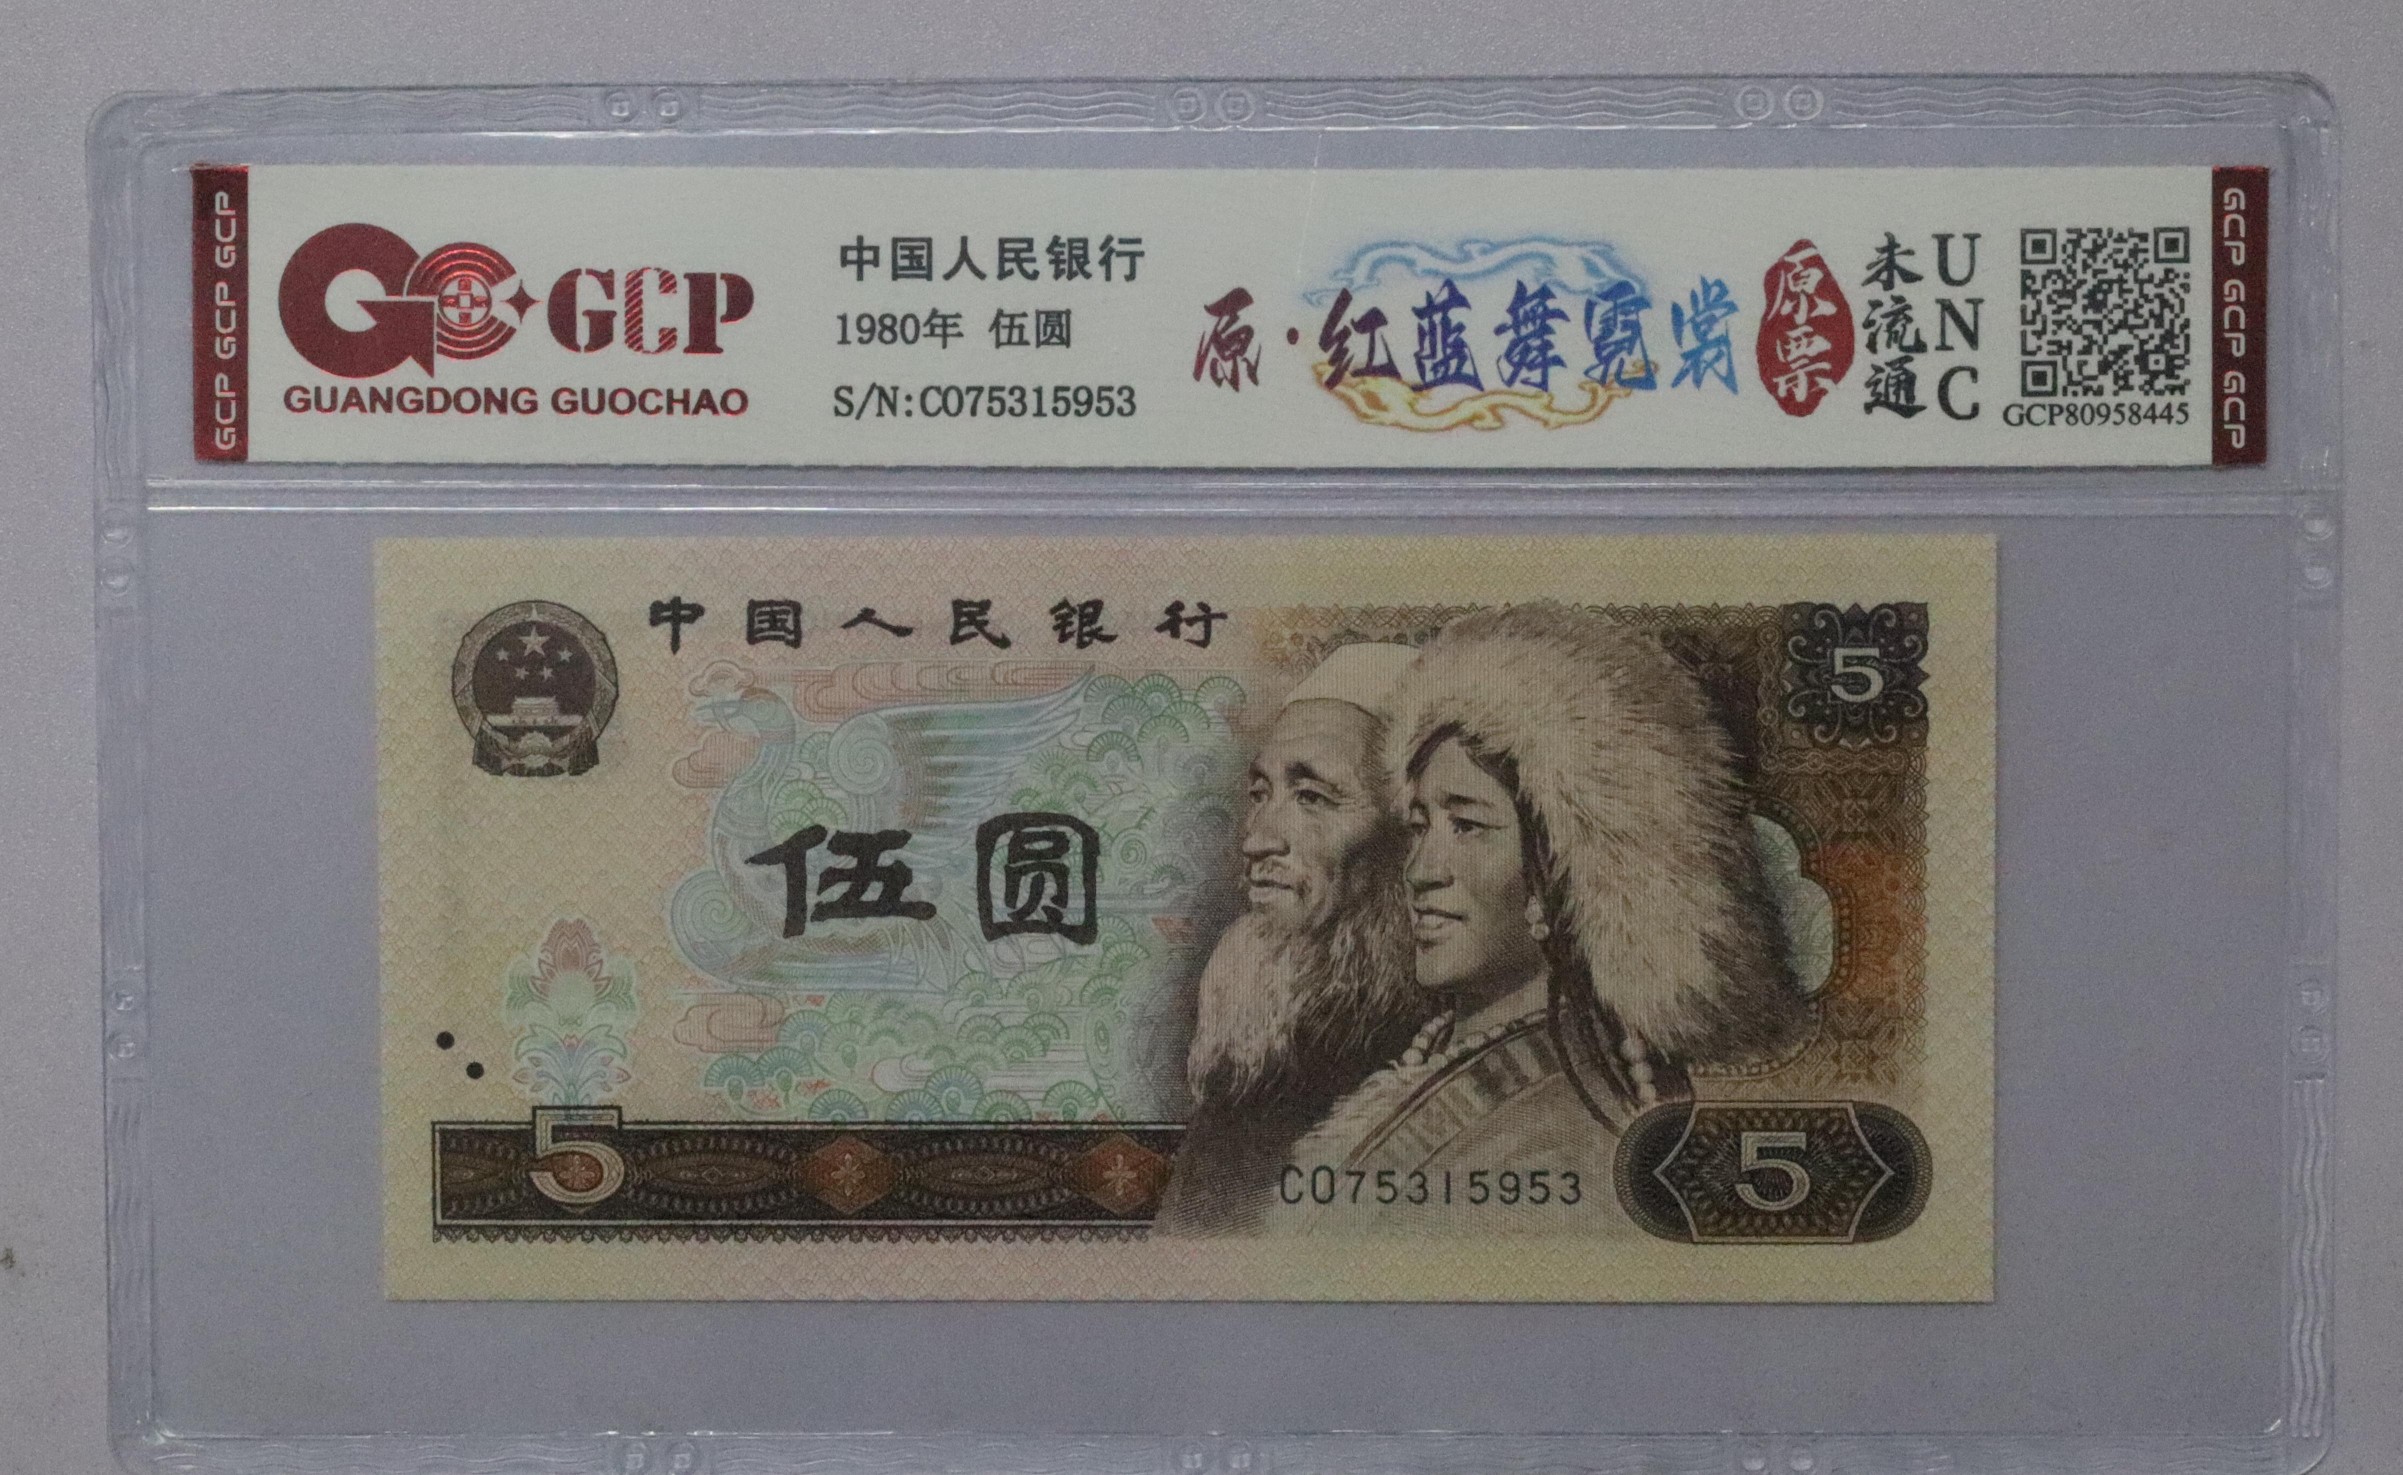 GCP GCP GCP
GCP
GUANGDONG GUOCHAO
中国人民银行
1980年 伍圆
S/N:CO75315953
原·红蓝舞霓裳
原票
未流通
UNC
GCP80958445
GCP GCP GCP
中国人民银行
5
伍圆
5
CO75315953
5